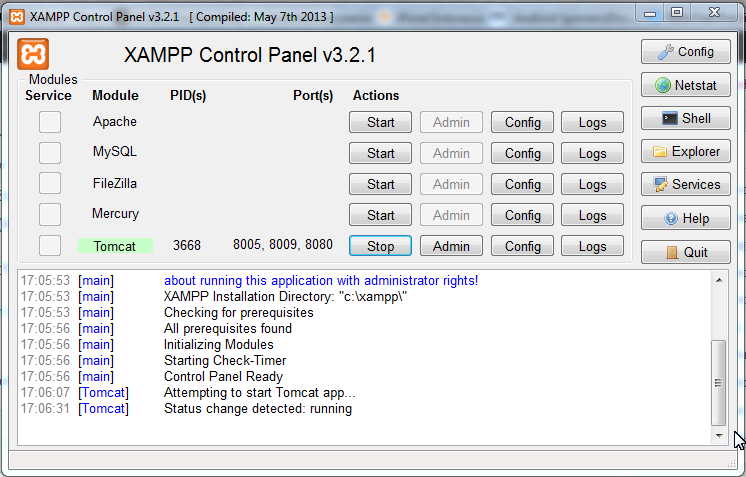 XAMPP Control Panel v3.2.1 [ Compiled: May 7th 2013 ]
XAMPP Control Panel v3.2.1
Config
Modules
Service Module PID(s) Port(s) Actions
Netstat
Apache Start Admin Config Logs
Shell
MySQL Start Admin Config Logs
Explorer
FileZilla Start Admin Config Logs
Services
Mercury Start Admin Config Logs
Help
Tomcat 3668 8005, 8009, 8080 Stop Admin Config Logs
Quit
17:05:53 [main] about running this application with administrator rights!
17:05:53 [main] XAMPP Installation Directory: "c:\xampp\"
17:05:53 [main] Checking for prerequisites
17:05:56 [main] All prerequisites found
17:05:56 [main] Initializing Modules
17:05:56 [main] Starting Check-Timer
17:05:56 [main] Control Panel Ready
17:06:07 [Tomcat] Attempting to start Tomcat app...
17:06:31 [Tomcat] Status change detected: running